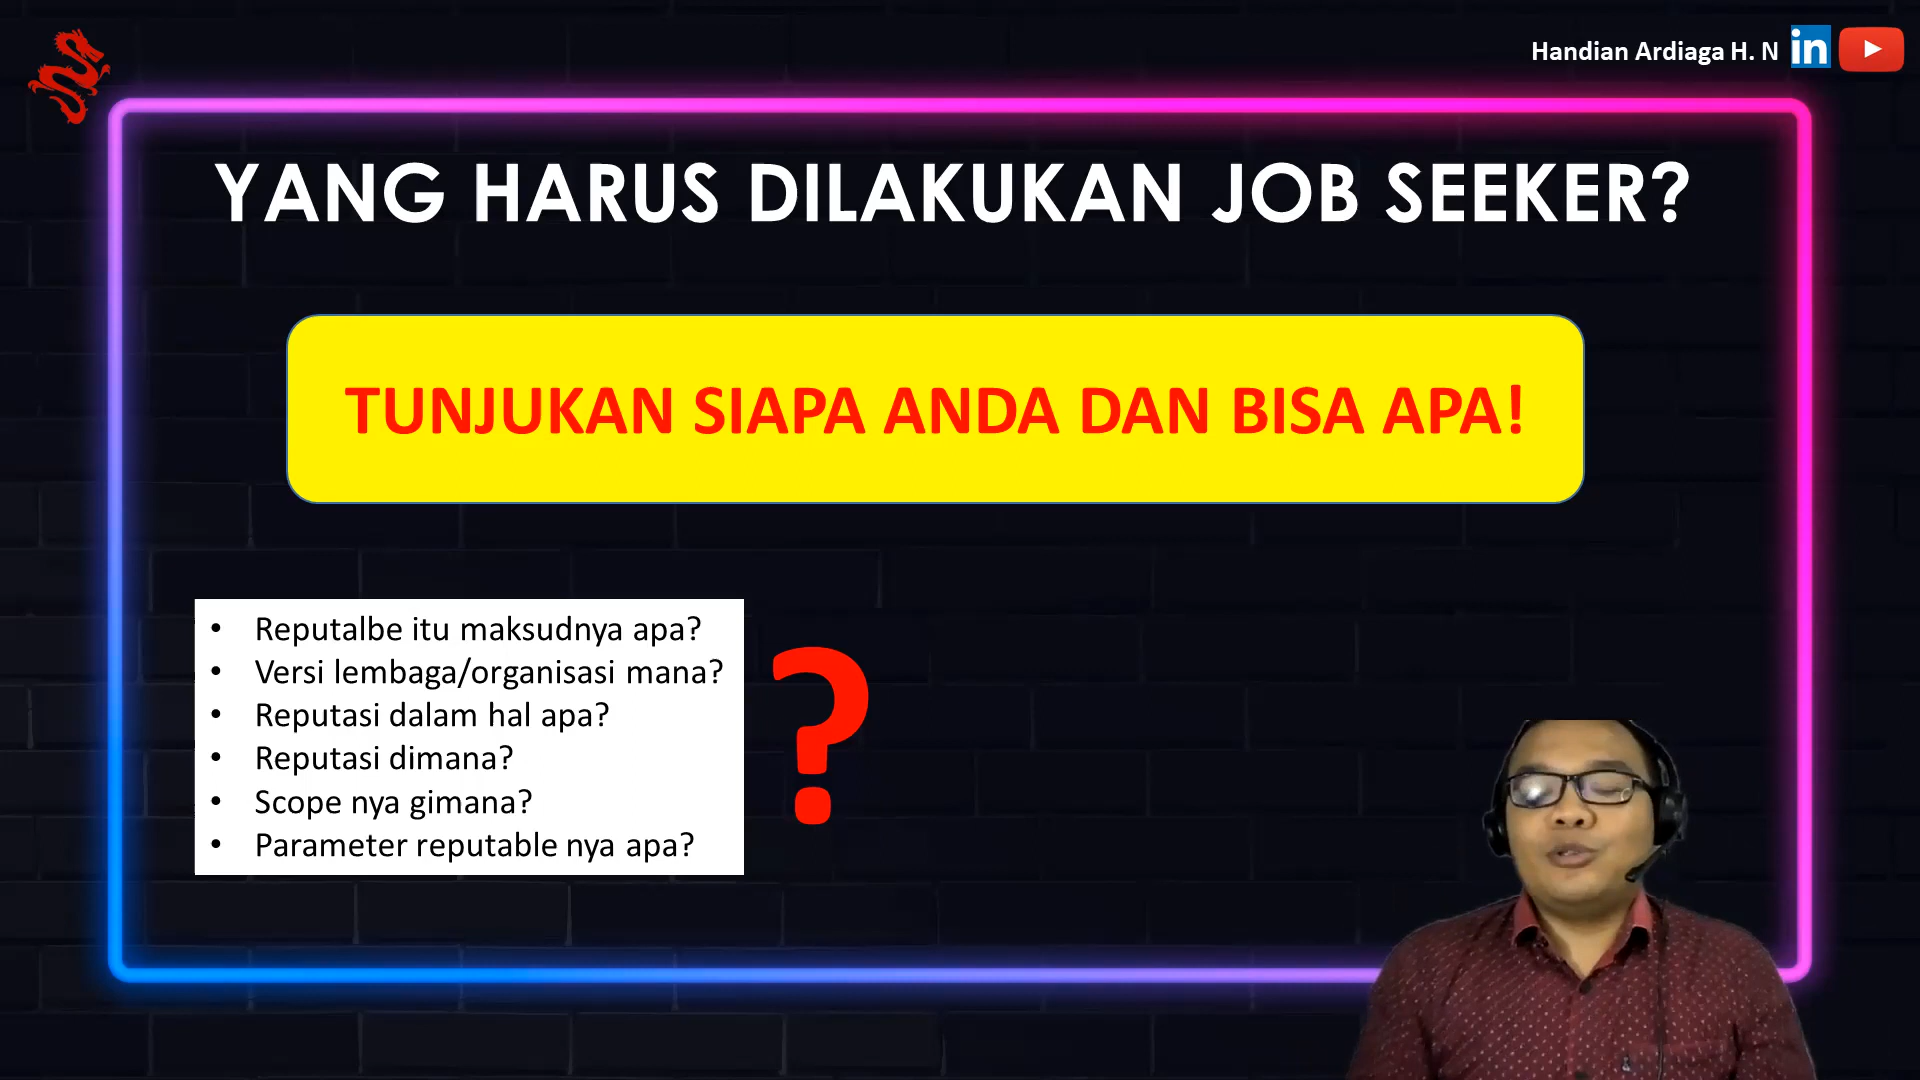 Handian Ardiaga H. N
in
YANG HARUS DILAKUKAN JOB SEEKER?
TUNJUKAN SIAPA ANDA DAN BISA APA!
• Reputalbe itu maksudnya apa?
• Versi lembaga/organisasi mana?
• Reputasi dalam hal apa?
• Reputasi dimana?
• Scope nya gimana?
• Parameter reputable nya apa?
?